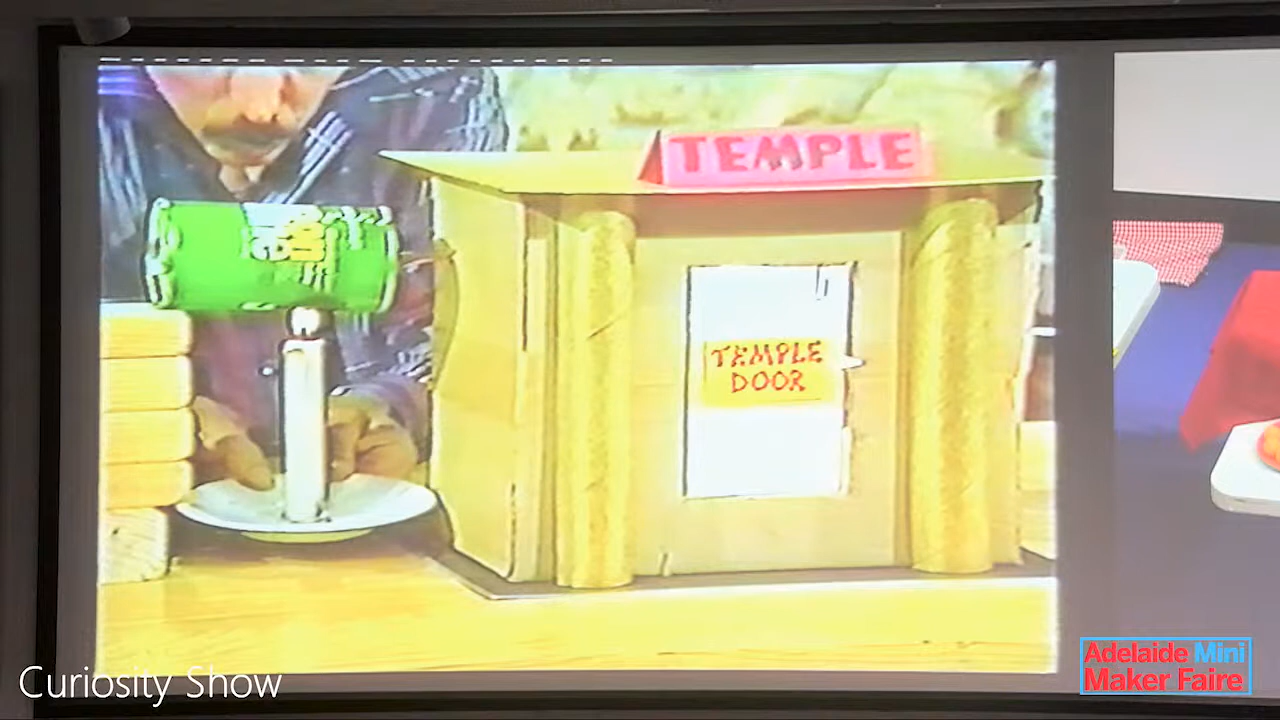 TEMPLE
TEMPLE
DOOR
Curiosity Show
Adelaide Mini
Maker Faire